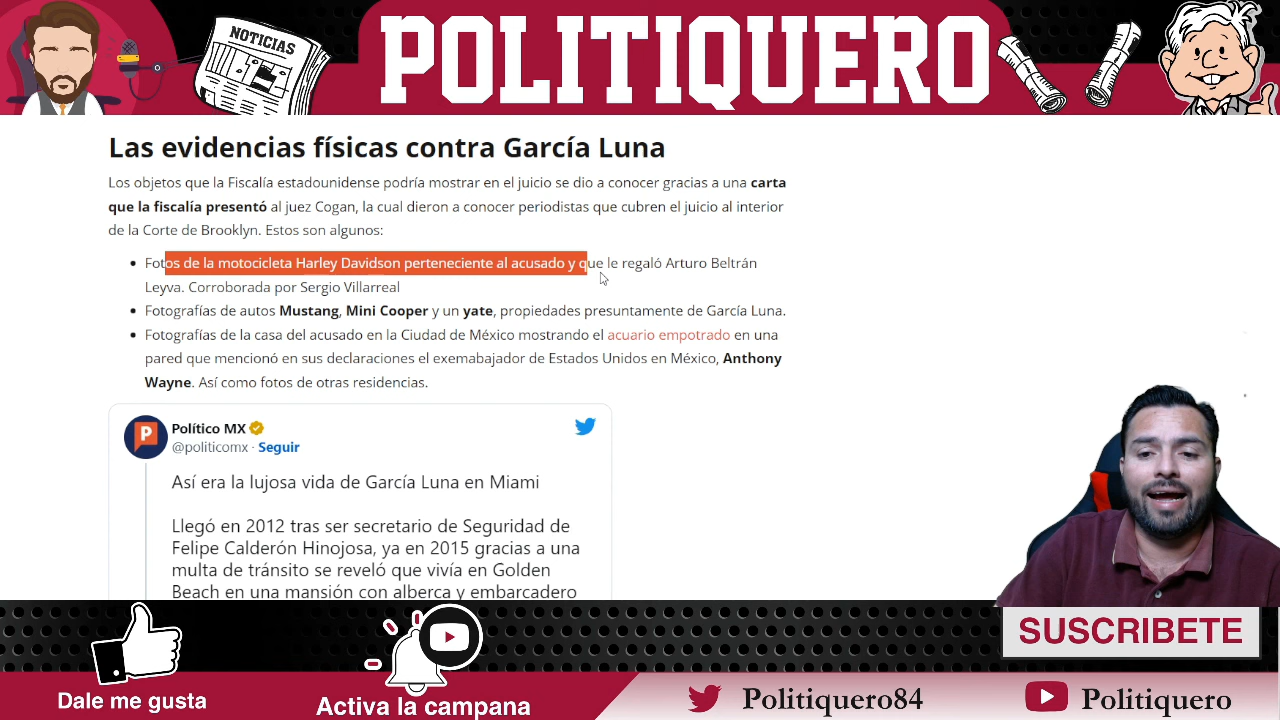 NOTICIAS
POLITIQUERO
Las evidencias físicas contra García Luna
Los objetos que la Fiscalía estadounidense podría mostrar en el juicio se dio a conocer gracias a una carta
que la fiscalía presentó al juez Cogan, la cual dieron a conocer periodistas que cubren el juicio al interior
de la Corte de Brooklyn. Estos son algunos:
• Fotos de la motocicleta Harley Davidson perteneciente al acusado y que le regaló Arturo Beltrán
Leyva. Corroborada por Sergio Villarreal
• Fotografías de autos Mustang, Mini Cooper y un yate, propiedades presuntamente de García Luna.
• Fotografías de la casa del acusado en la Ciudad de México mostrando el acuario empotrado en una
pared que mencionó en sus declaraciones el exemabajador de Estados Unidos en México, Anthony
Wayne. Así como fotos de otras residencias.
P
Político MX
@politicomx · Seguir
Así era la lujosa vida de García Luna en Miami
Llegó en 2012 tras ser secretario de Seguridad de
Felipe Calderón Hinojosa, ya en 2015 gracias a una
multa de tránsito se reveló que vivía en Golden
Beach en una mansión con alberca y embarcadero
SUSCRIBETE
Dale me gusta
Activa la campana
Politiquero84
Politiquero